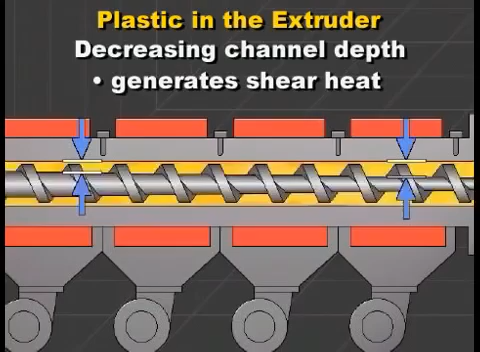 Plastic in the Extruder
Decreasing channel depth
• generates shear heat